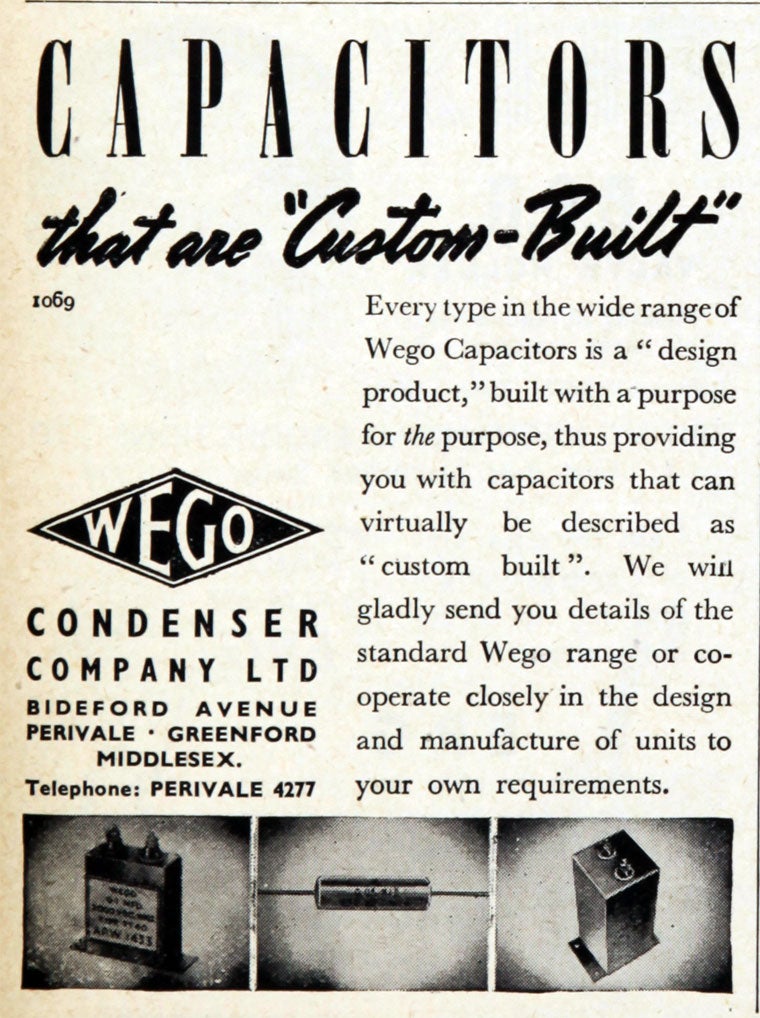 CAPACITORS
that are "Custom-Built"
1069
Every type in the wide range of
Wego Capacitors is a “ design
product,” built with a purpose
for the purpose, thus providing
you with capacitors that can
virtually be described as
“ custom built ”. We will
gladly send you details of the
standard Wego range or co-
operate closely in the design
and manufacture of units to
your own requirements.
WEGO
CONDENSER
COMPANY LTD
BIDEFORD AVENUE
PERIVALE · GREENFORD
MIDDLESEX.
Telephone: PERIVALE 4277
WEGO